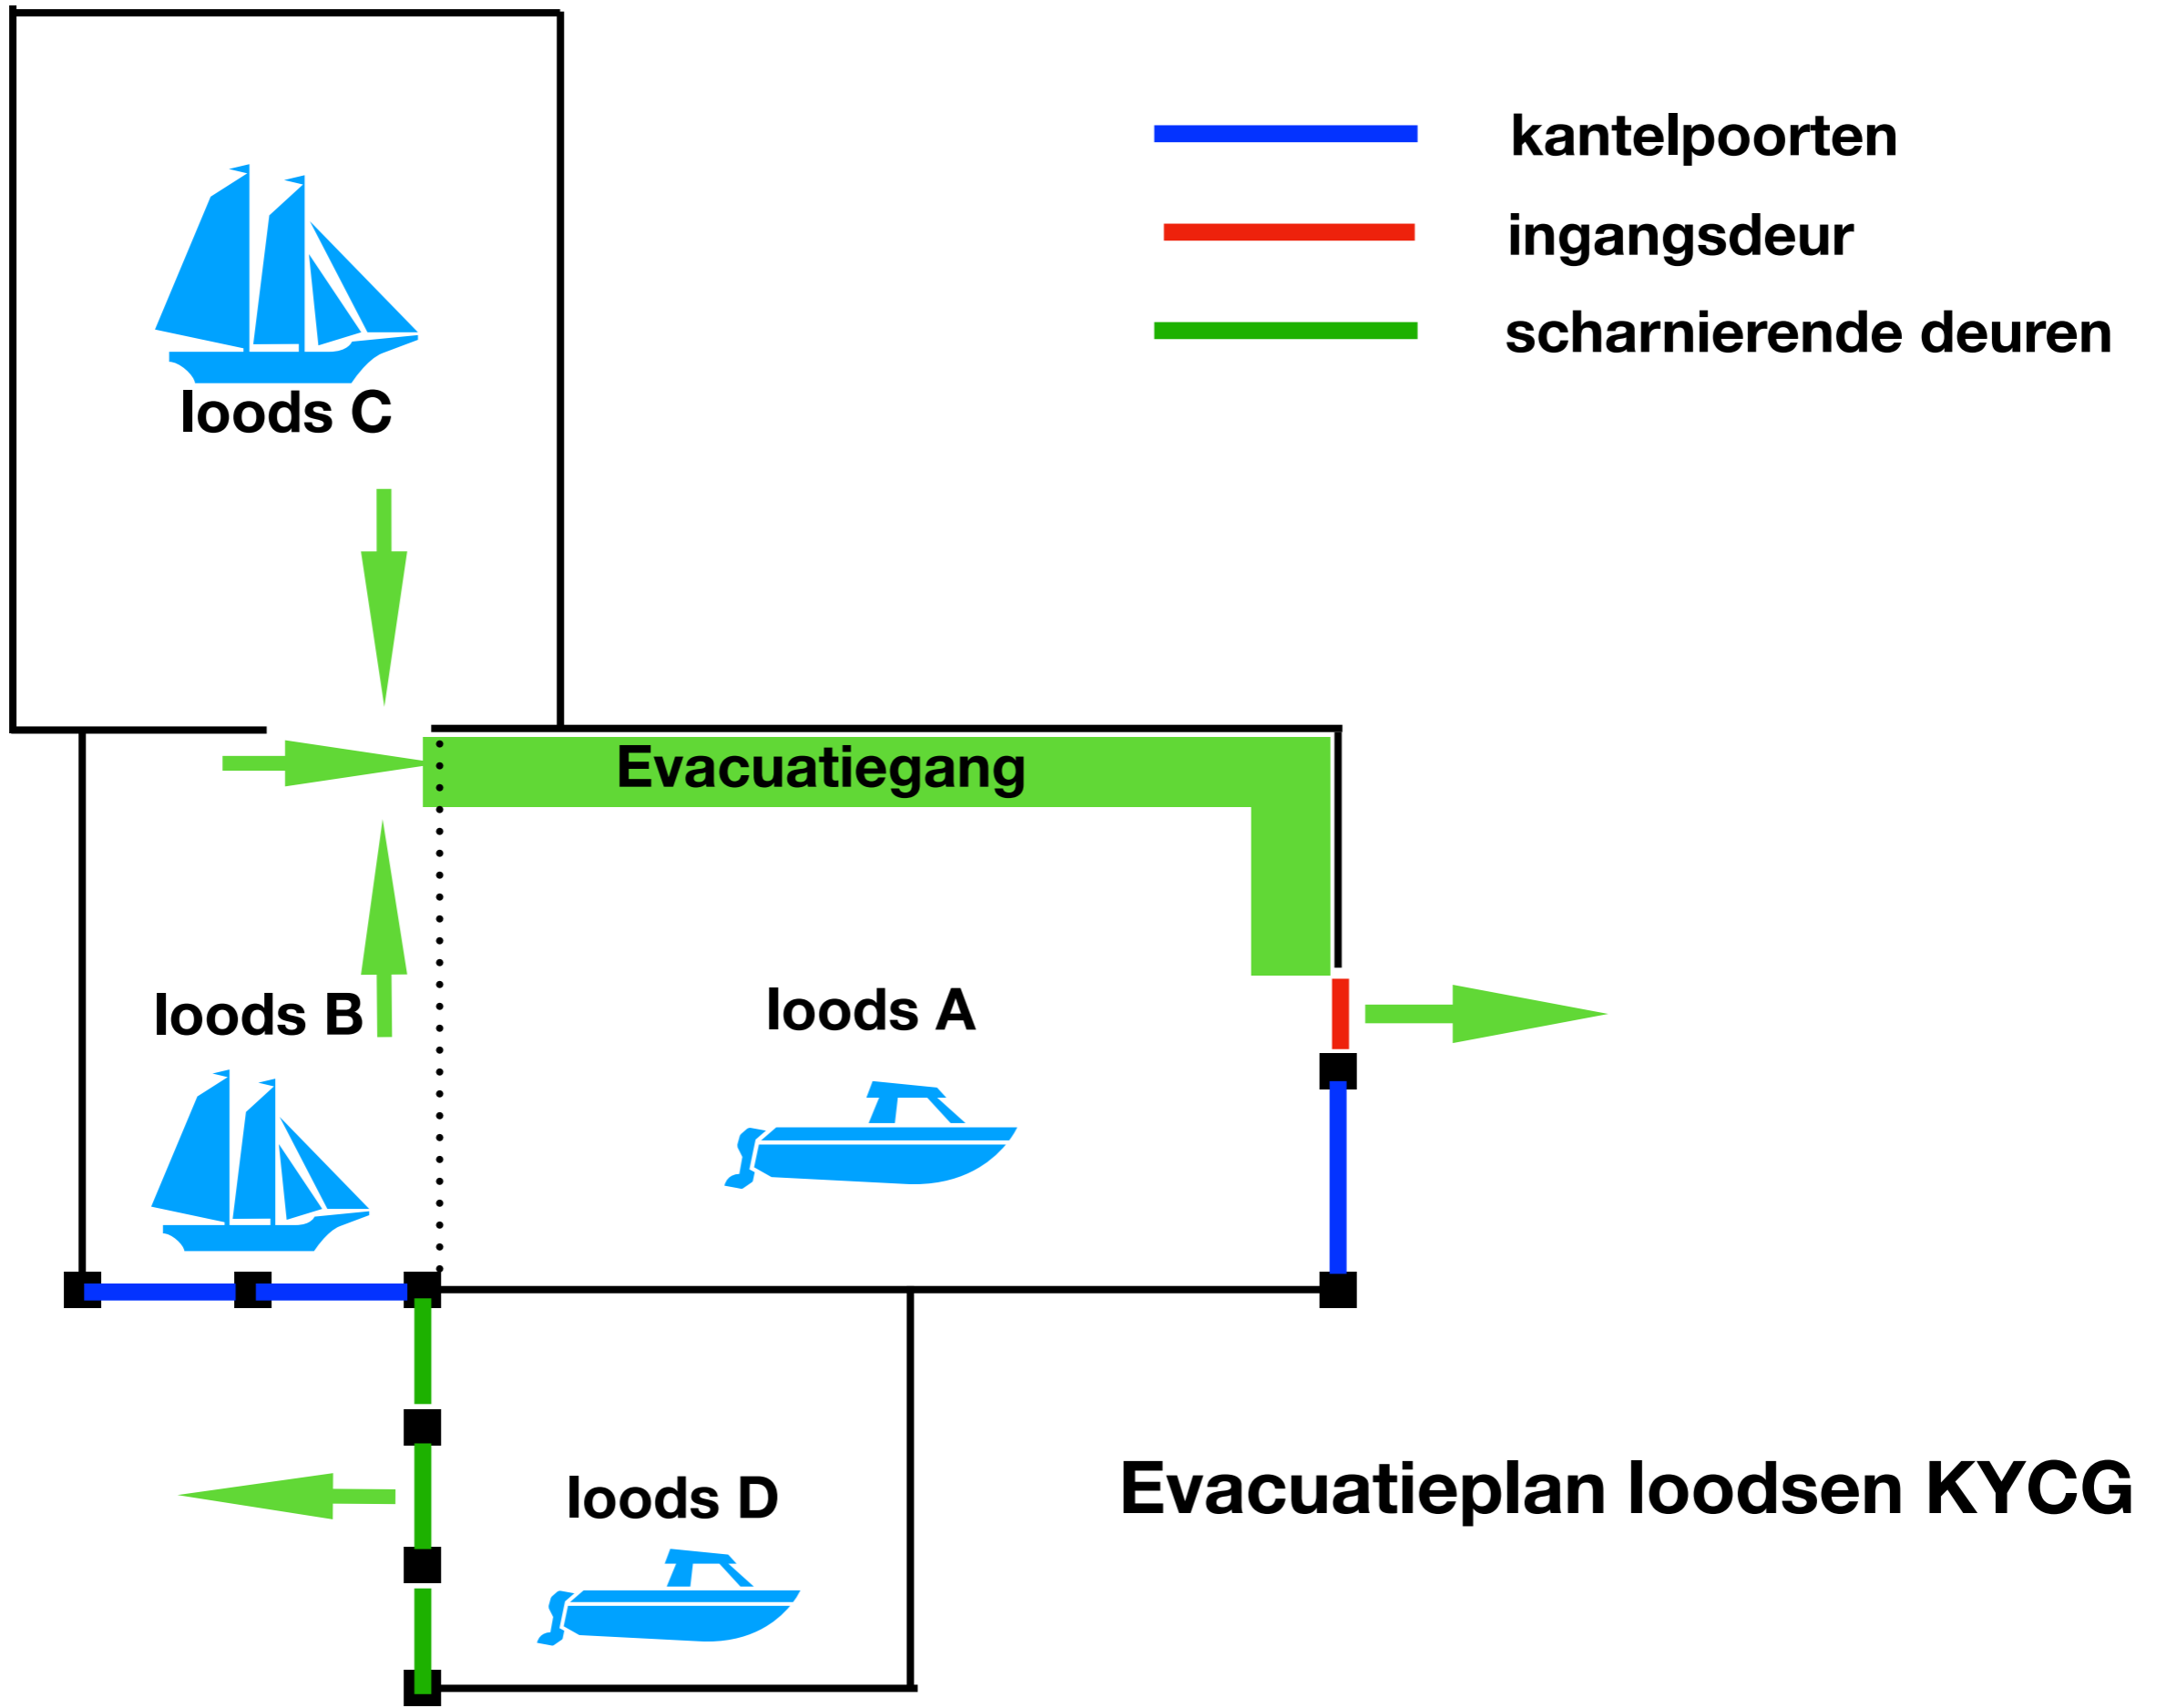 kantelpoorten
ingangsdeur
scharnierende deuren
loods C
Evacuatiegang
loods B
loods A
loods D
Evacuatieplan loodsen KYCG